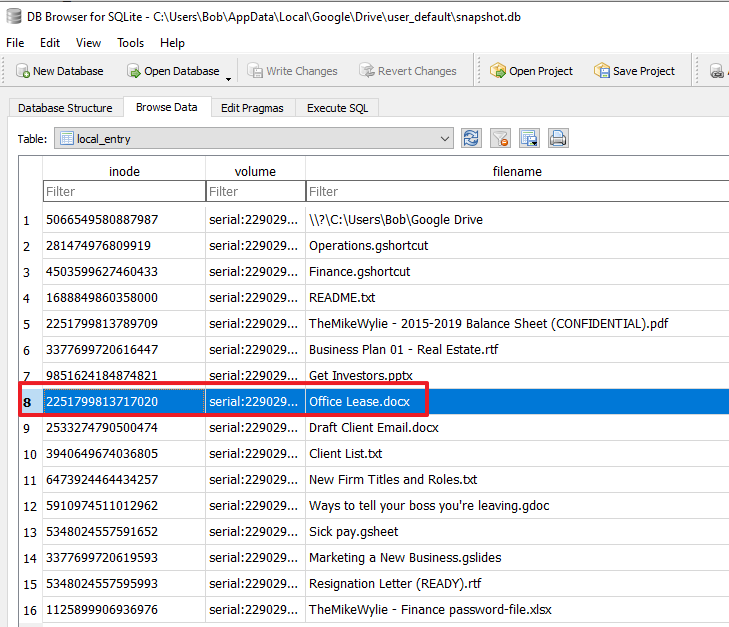 DB Browser for SQLite - C:\Users\Bob\AppData\Local\Google\Drive\user_default\snapshot.db
File Edit View Tools Help
New Database Open Database Write Changes Revert Changes Open Project Save Project
Database Structure Browse Data Edit Pragmas Execute SQL
Table: local_entry
inode volume filename
Filter Filter Filter
1 5066549580887987 serial:229029... \\?\C:\Users\Bob\Google Drive
2 281474976809919 serial:229029... Operations.gshortcut
3 4503599627460433 serial:229029... Finance.gshortcut
4 1688849860358000 serial:229029... README.txt
5 2251799813789709 serial:229029... TheMikeWylie - 2015-2019 Balance Sheet (CONFIDENTIAL).pdf
6 3377699720616447 serial:229029... Business Plan 01 - Real Estate.rtf
7 9851624184874821 serial:229029... Get Investors.pptx
8 2251799813717020 serial:229029... Office Lease.docx
9 2533274790500474 serial:229029... Draft Client Email.docx
10 3940649674036805 serial:229029... Client List.txt
11 6473924464434257 serial:229029... New Firm Titles and Roles.txt
12 5910974511012962 serial:229029... Ways to tell your boss you're leaving.gdoc
13 5348024557591652 serial:229029... Sick pay.gsheet
14 3377699720619593 serial:229029... Marketing a New Business.gslides
15 5348024557595993 serial:229029... Resignation Letter (READY).rtf
16 1125899906936976 serial:229029... TheMikeWylie - Finance password-file.xlsx